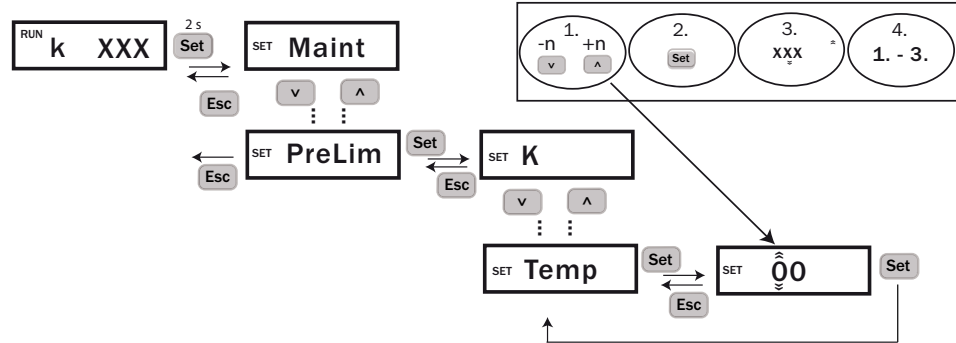 RUN k XXX
2 s
Set
Esc
SET Maint
v ^
SET PreLim
Esc
Set
Esc
SET K
v ^
SET Temp
Set
Esc
SET 00
Set
1.
-n +n
v ^
2.
Set
3.
xxx
4.
1. - 3.